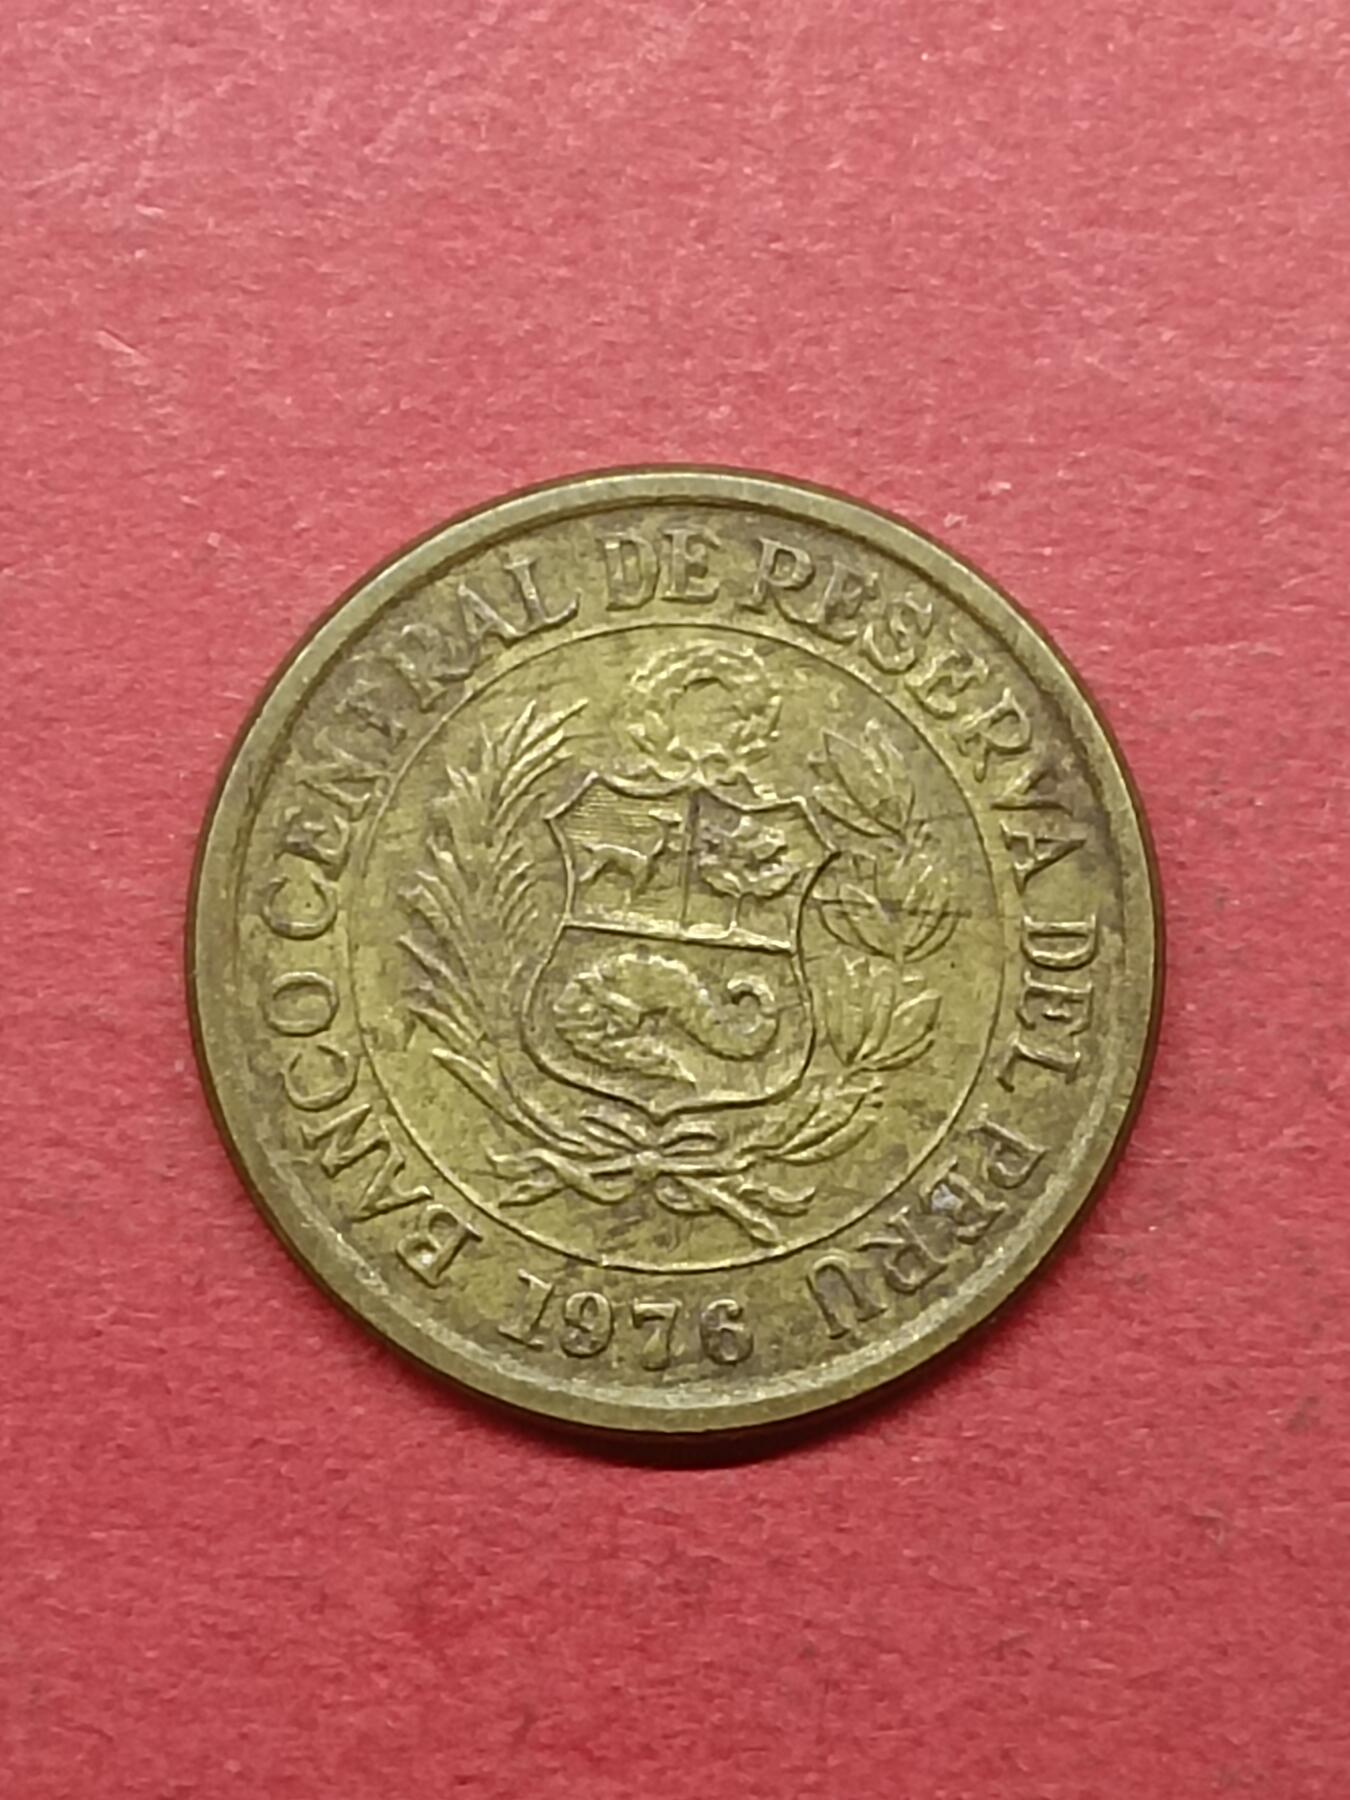 BANCO CENTRAL DE RESERVA DEL PERU
1976